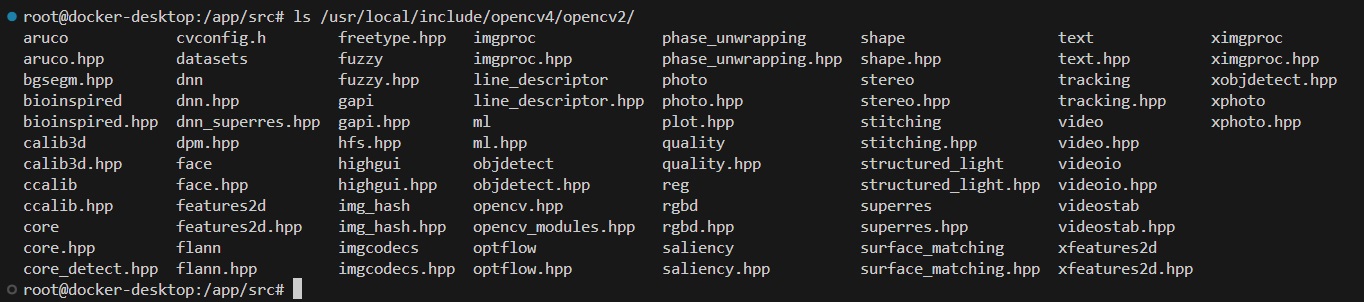 root@docker-desktop:/app/src# ls /usr/local/include/opencv4/opencv2/
aruco cvconfig.h freetype.hpp imgproc phase_unwrapping shape text ximgproc
aruco.hpp datasets fuzzy imgproc.hpp phase_unwrapping.hpp shape.hpp text.hpp ximgproc.hpp
bgsegm.hpp dnn fuzzy.hpp line_descriptor photo stereo tracking xobjdetect.hpp
bioinspired dnn.hpp gapi line_descriptor.hpp photo.hpp stereo.hpp tracking.hpp xphoto
bioinspired.hpp dnn_superres.hpp gapi.hpp ml plot.hpp stitching video xphoto.hpp
calib3d dpm.hpp hfs.hpp ml.hpp quality stitching.hpp video.hpp
calib3d.hpp face highgui objdetect quality.hpp structured_light videoio
ccalib face.hpp highgui.hpp objdetect.hpp reg structured_light.hpp videoio.hpp
ccalib.hpp features2d img_hash opencv.hpp rgbd superres videostab
core features2d.hpp img_hash.hpp opencv_modules.hpp rgbd.hpp superres.hpp videostab.hpp
core.hpp flann imgcodecs optflow saliency surface_matching xfeatures2d
core_detect.hpp flann.hpp imgcodecs.hpp optflow.hpp saliency.hpp surface_matching.hpp xfeatures2d.hpp
root@docker-desktop:/app/src#